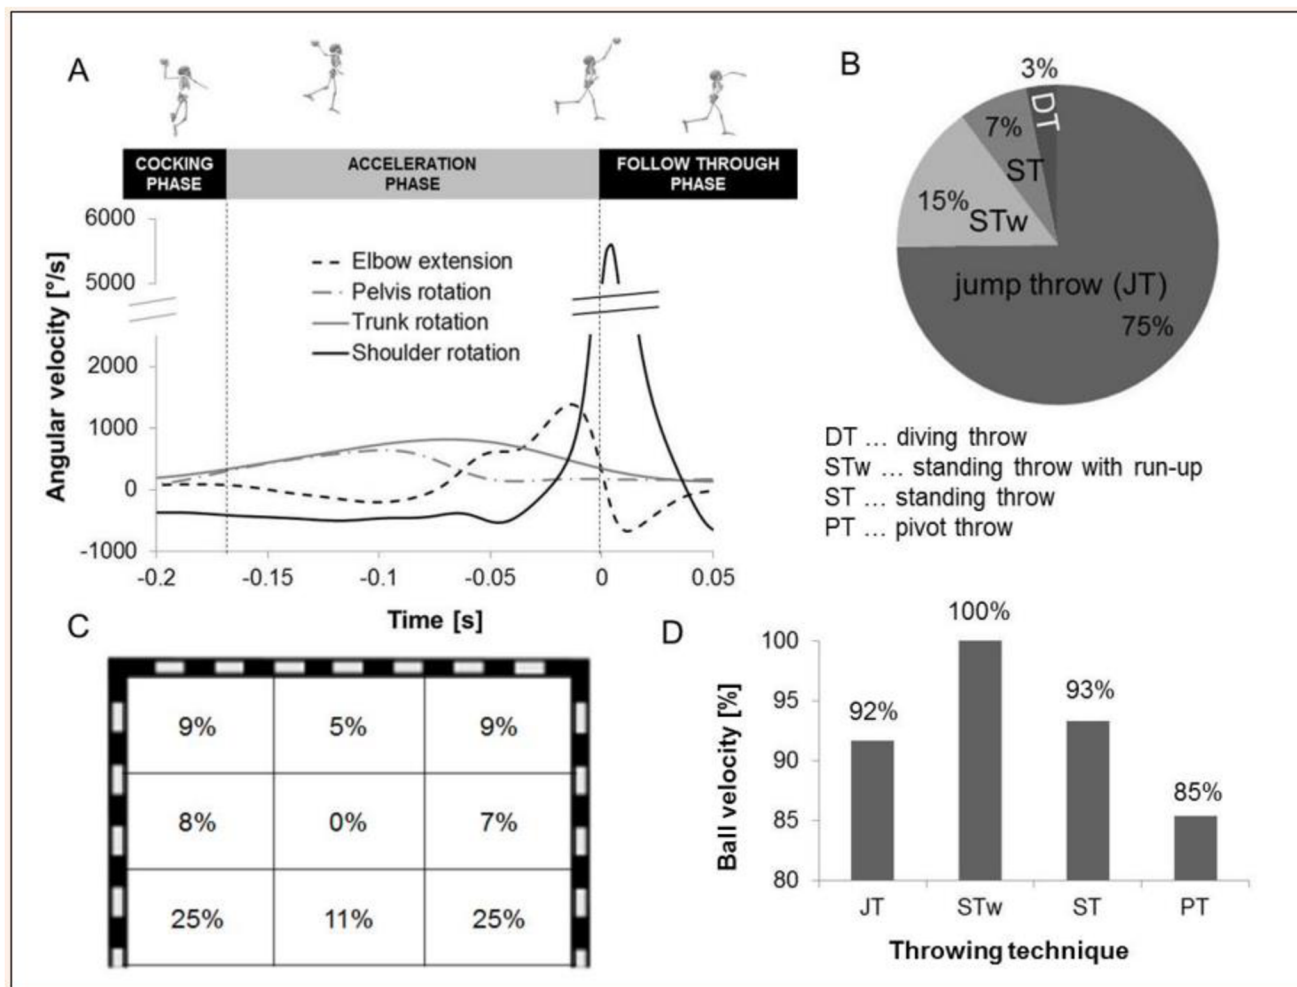 A
COCKING
PHASE
ACCELERATION
PHASE
FOLLOW THROUGH
PHASE
Angular velocity [°/s]
6000
5000
2000
1000
0
-1000
Elbow extension
Pelvis rotation
Trunk rotation
Shoulder rotation
-0.2 -0.15 -0.1 -0.05 0 0.05
Time [s]
B
3%
DT
7%
ST
15%
STw
jump throw (JT)
75%
DT ... diving throw
STw ... standing throw with run-up
ST ... standing throw
PT ... pivot throw
C
9% 5% 9%
8% 0% 7%
25% 11% 25%
D
Ball velocity [%]
100
95
90
85
80
92%
100%
93%
85%
JT STw ST PT
Throwing technique